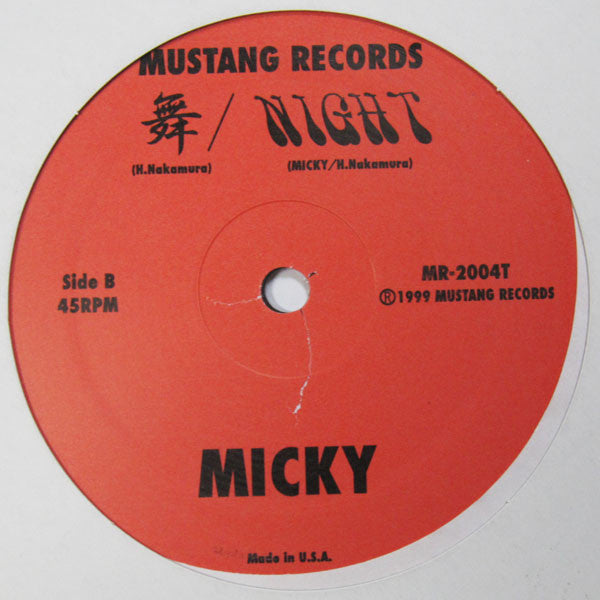 MUSTANG RECORDS
舞 / NIGHT
(H.Nakamura) (MICKY/H.Nakamura)
Side B
45RPM
MR-2004T
®1999 MUSTANG RECORDS
MICKY
Made in U.S.A.